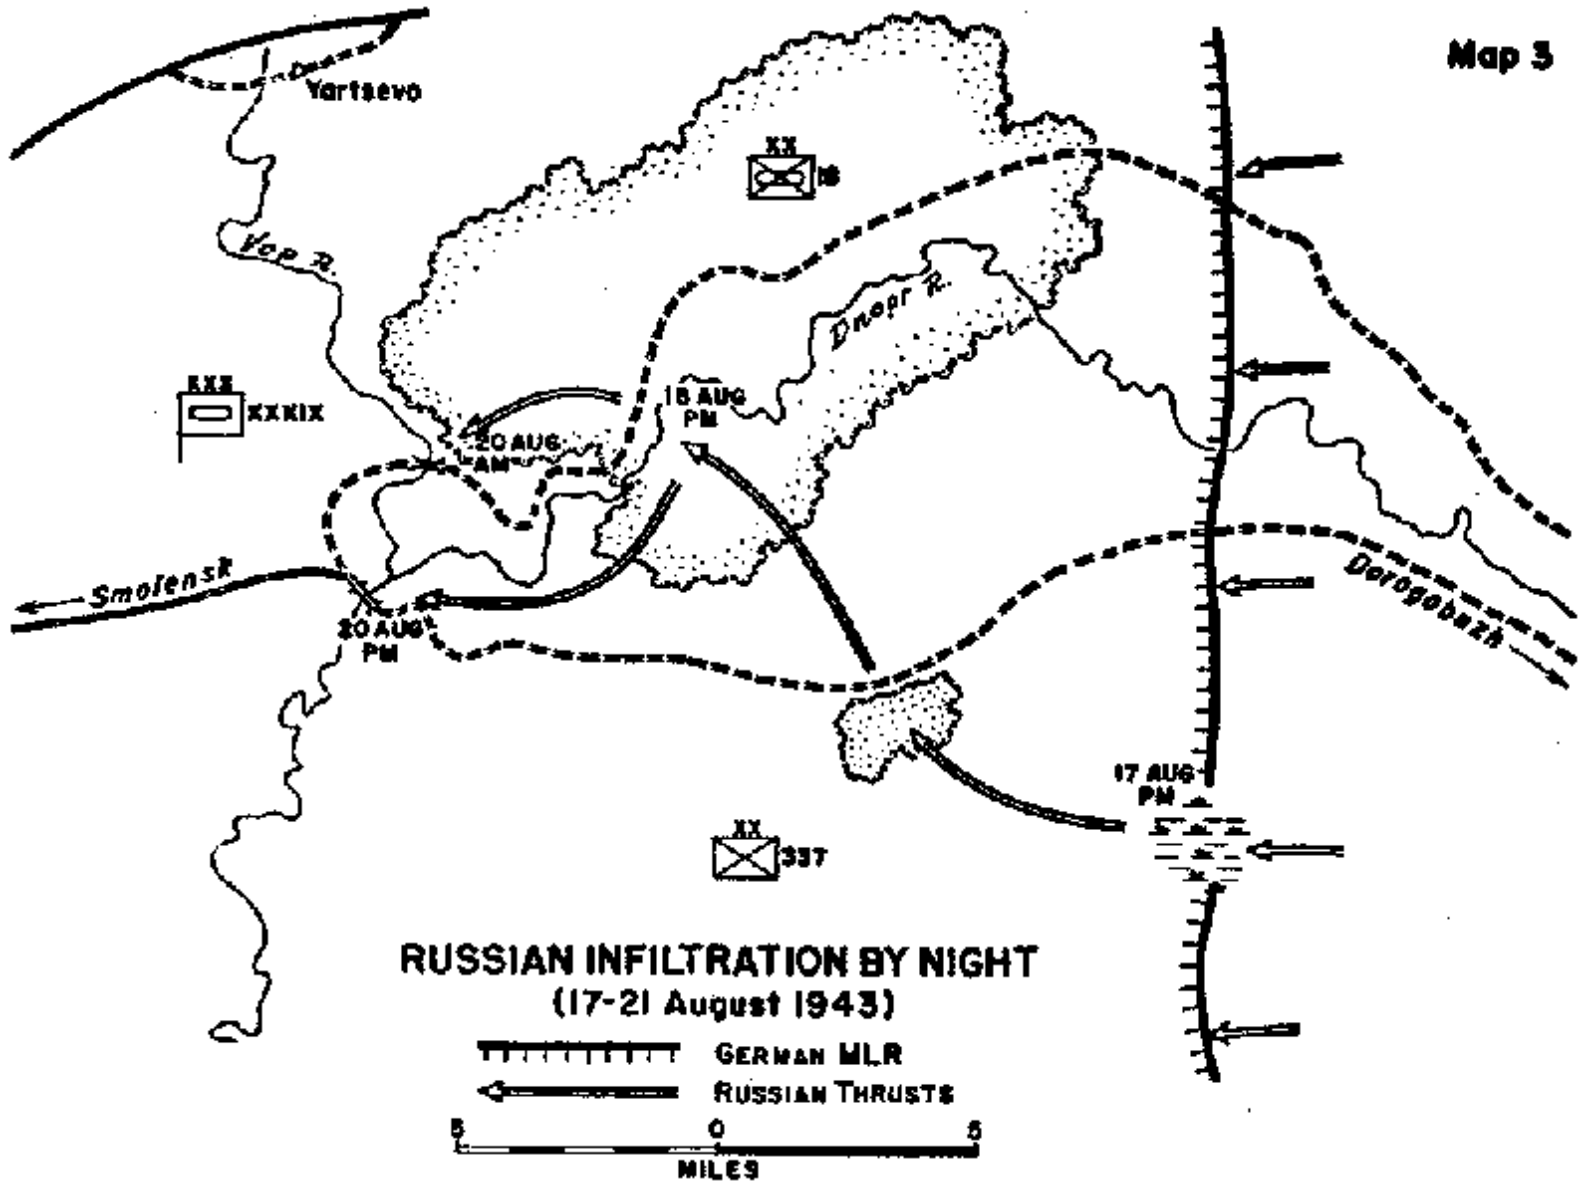 Map 3
Yartsevo
XX
18
Vop R.
Dnepr R.
XXX
XXXIX
18 AUG
PM
20 AUG
AM
Smolensk
Dorogobuzh
20 AUG
PM
17 AUG
PM
XX
337
RUSSIAN INFILTRATION BY NIGHT
(17-21 August 1943)
GERMAN MLR
RUSSIAN THRUSTS
5 0 5
MILES